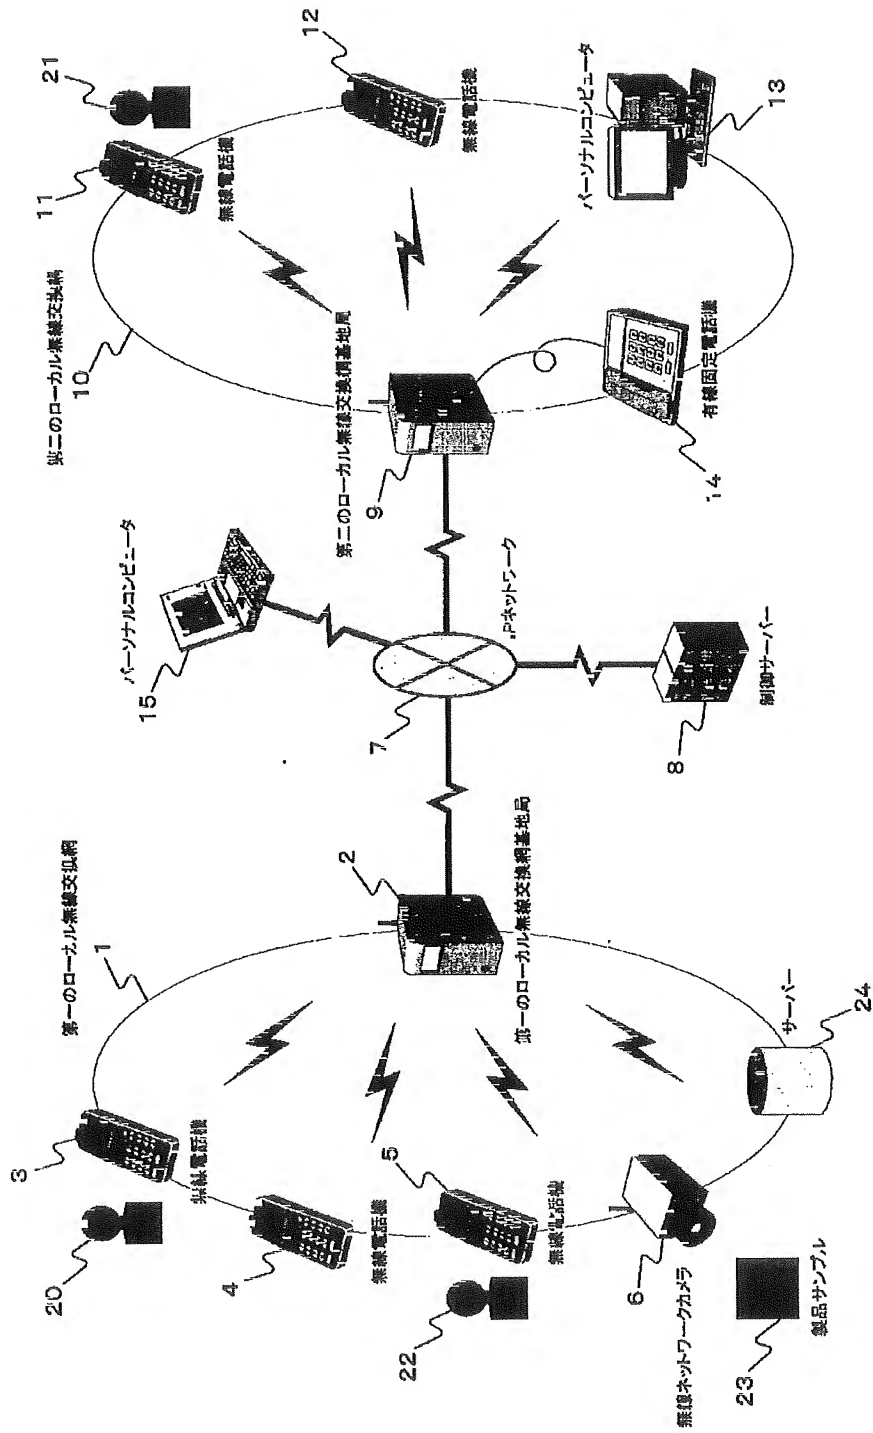 第一のローカル無線交換網
1
3
無線電話機
20
4
無線電話機
5
無線電話機
22
6
無線ネットワークカメラ
23
製品サンプル
24
サーバー
2
第一のローカル無線交換網基地局
パーソナルコンピュータ
15
7
IPネットワーク
8
制御サーバー
第二のローカル無線交換網
10
第二のローカル無線交換網基地局
9
11
無線電話機
21
12
無線電話機
パーソナルコンピュータ
13
有線固定電話機
14